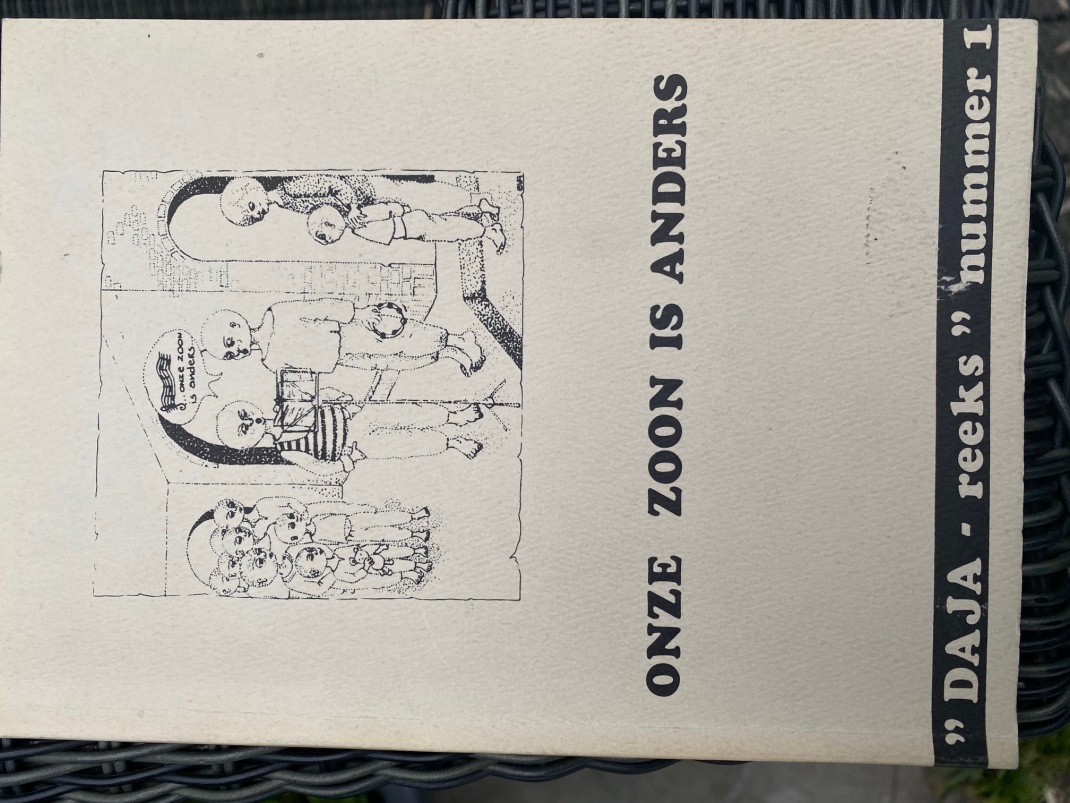 ♪... onze zoon
is anders
ONZE ZOON IS ANDERS
” DAJA - reeks ” nummer 1